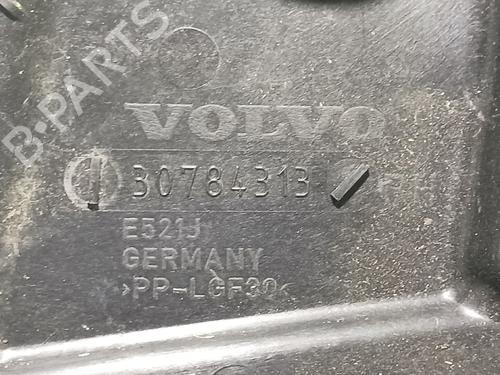 B-PARTS
VOLVO
30784313
E521J
GERMANY
>PP-LGF30<